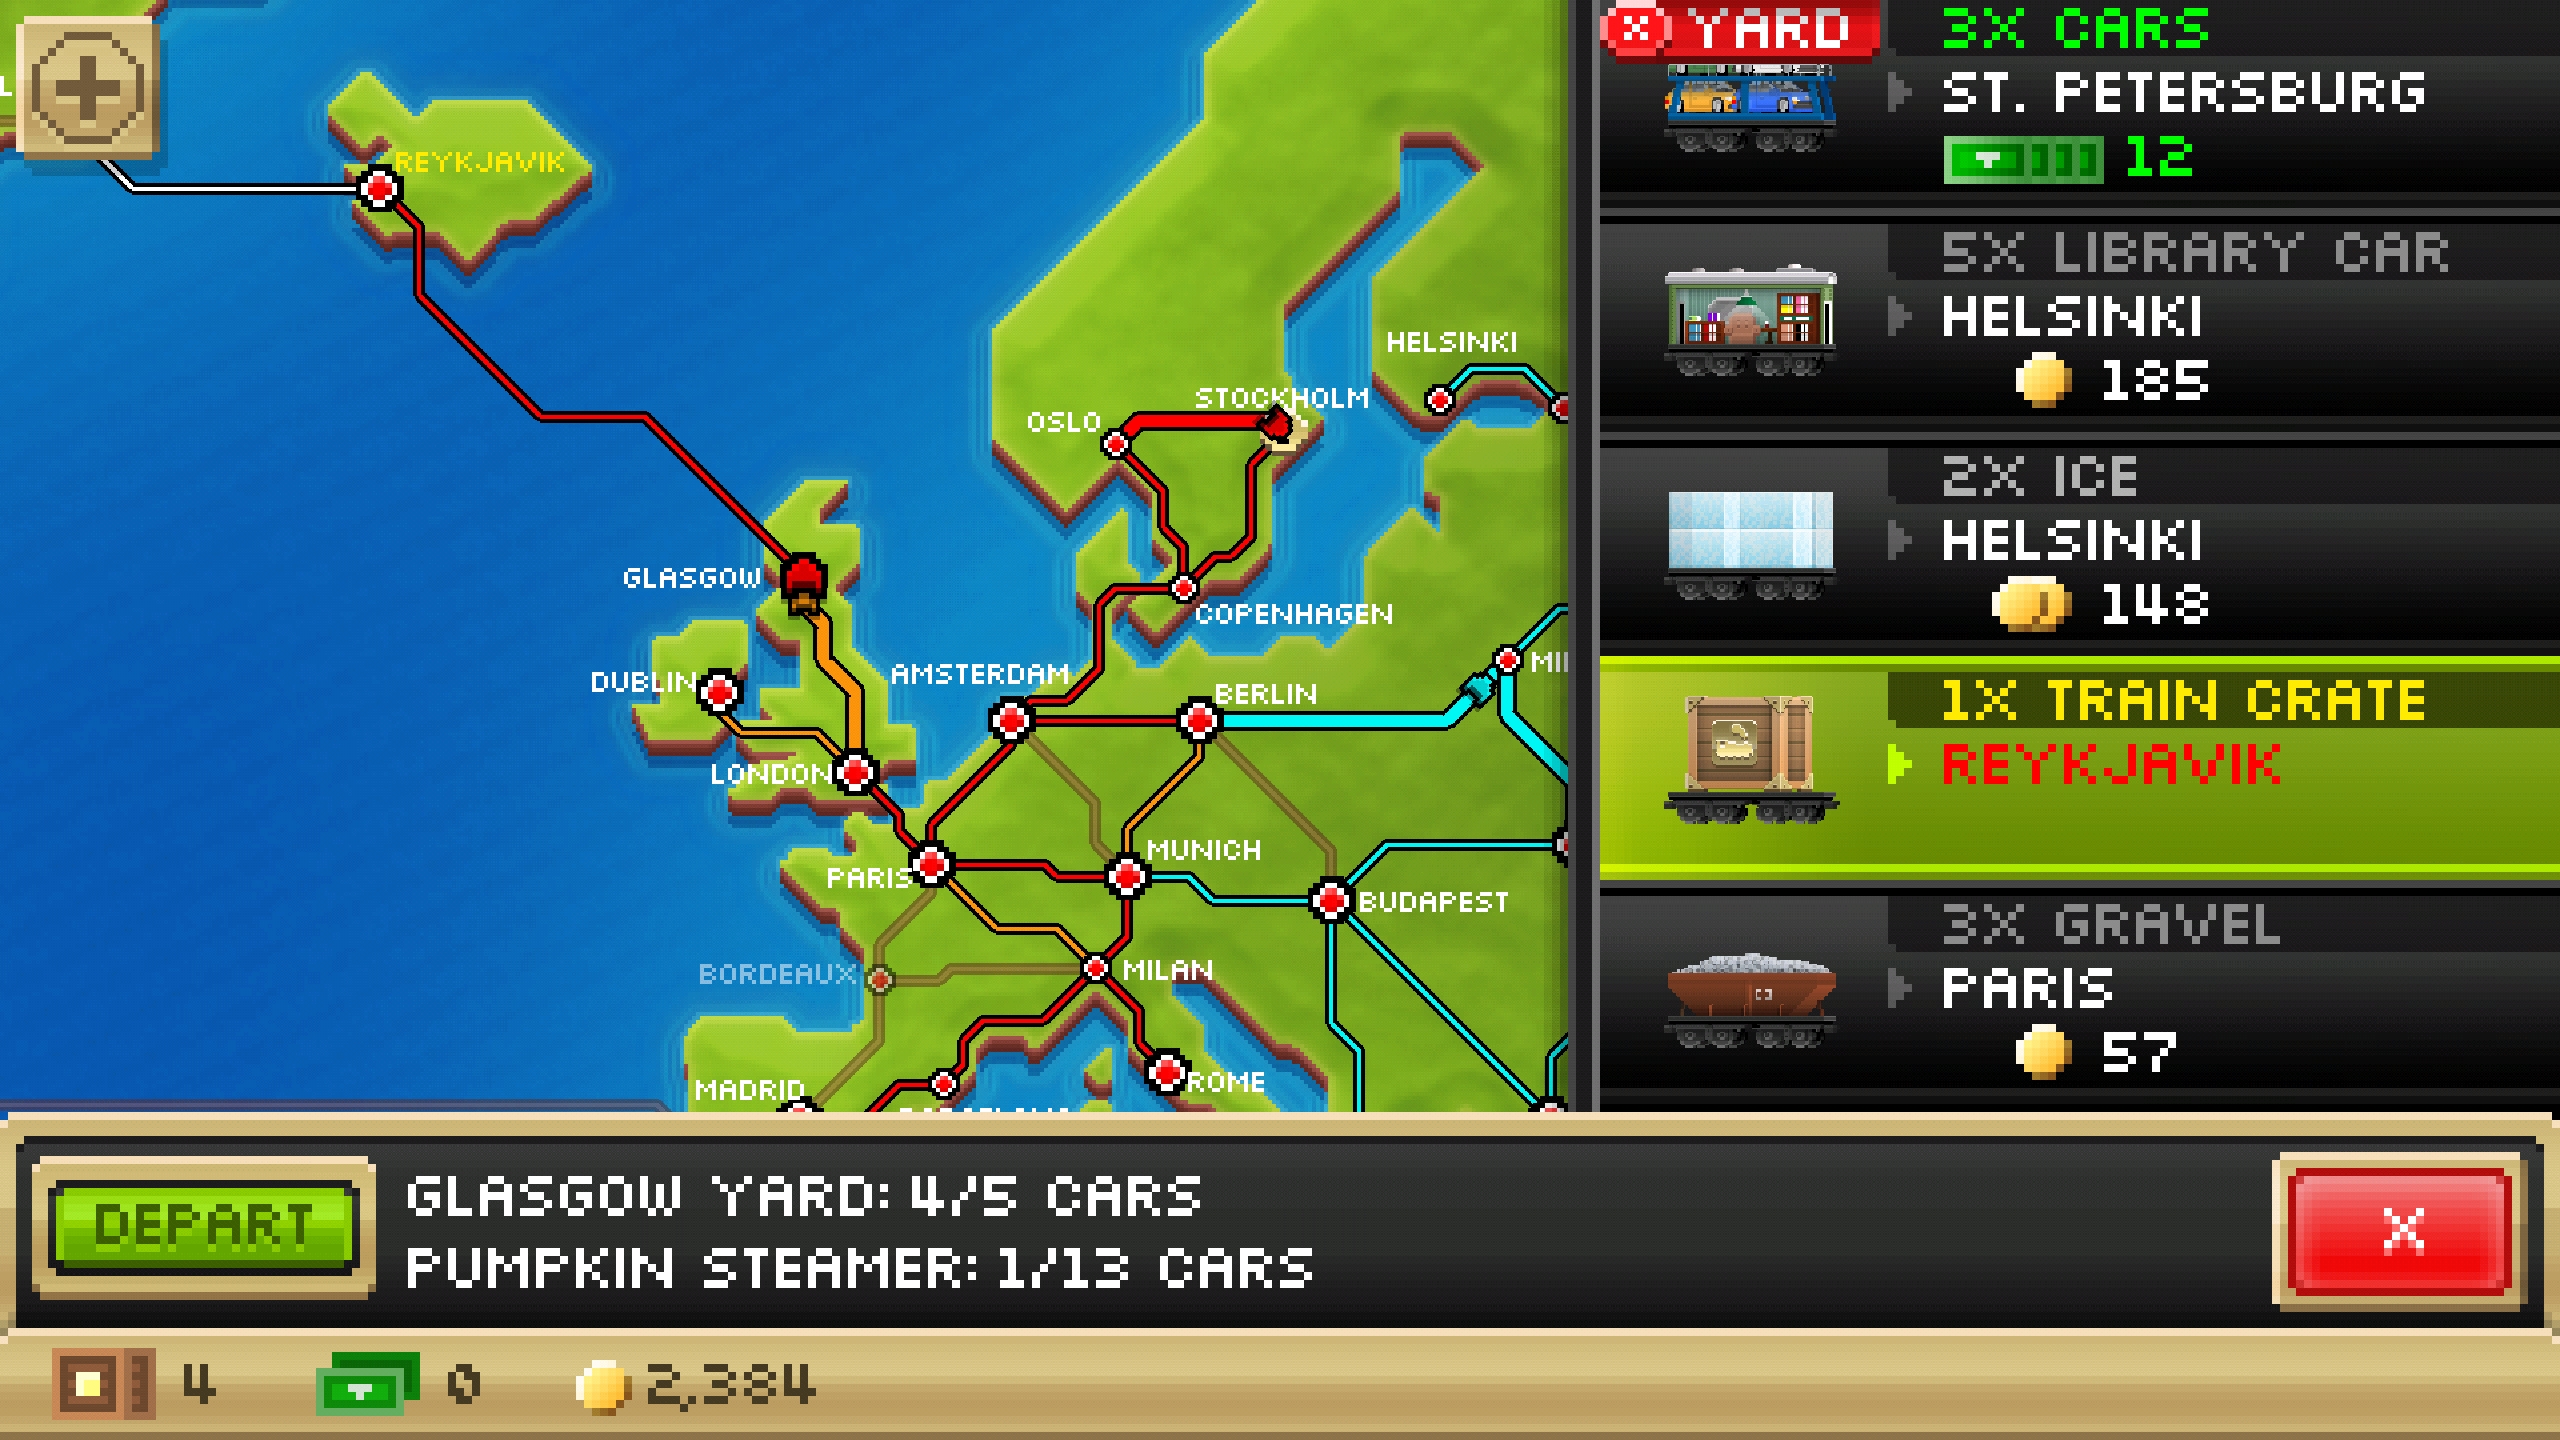 REYKJAVIK
HELSINKI
STOCKHOLM
OSLO
GLASGOW
COPENHAGEN
DUBLIN
AMSTERDAM
BERLIN
LONDON
MUNICH
PARIS
BUDAPEST
BORDEAUX
MILAN
MADRID
ROME
YARD
3X CARS
ST. PETERSBURG
12
5X LIBRARY CAR
HELSINKI
185
2X ICE
HELSINKI
148
1X TRAIN CRATE
REYKJAVIK
3X GRAVEL
PARIS
57
DEPART
GLASGOW YARD: 4/5 CARS
PUMPKIN STEAMER: 1/13 CARS
X
4
0
2,384